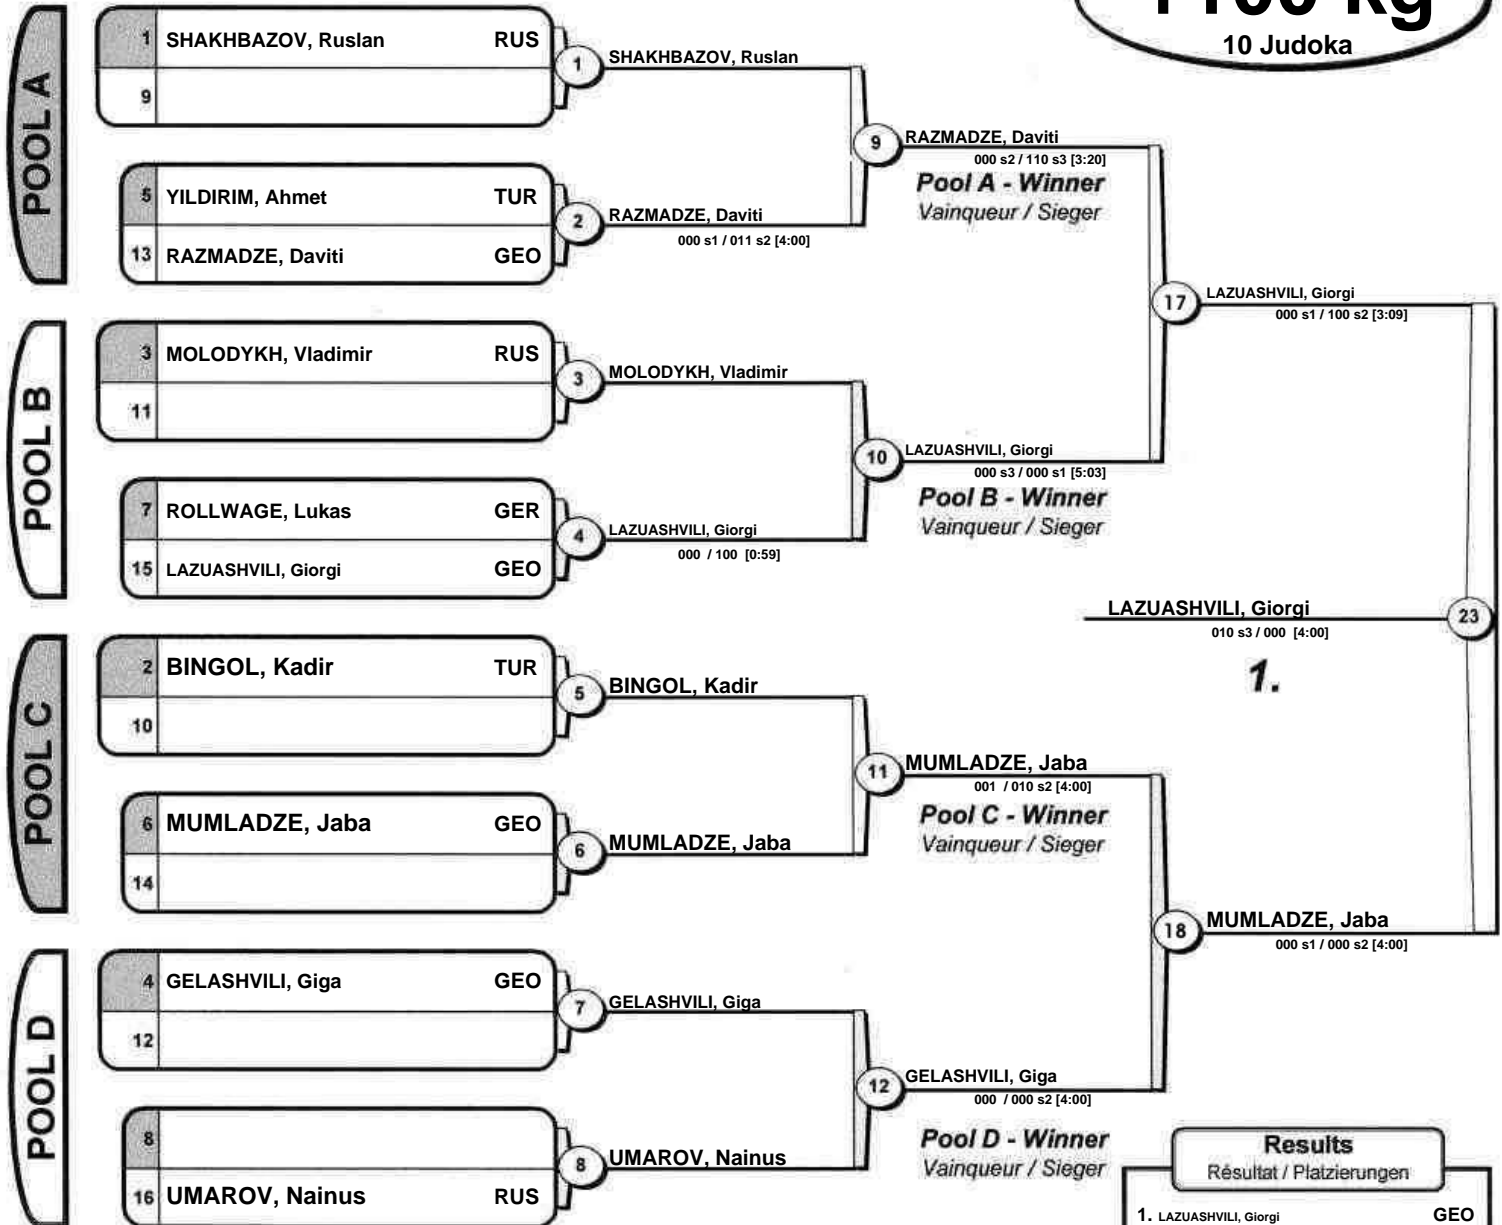 +100 kg
10 Judoka
POOL A
1 SHAKHBAZOV, Ruslan RUS
9
5 YILDIRIM, Ahmet TUR
13 RAZMADZE, Daviti GEO
1 SHAKHBAZOV, Ruslan
2 RAZMADZE, Daviti
000 s1 / 011 s2 [4:00]
9 RAZMADZE, Daviti
000 s2 / 110 s3 [3:20]
Pool A - Winner
Vainqueur / Sieger
POOL B
3 MOLODYKH, Vladimir RUS
11
7 ROLLWAGE, Lukas GER
15 LAZUASHVILI, Giorgi GEO
3 MOLODYKH, Vladimir
4 LAZUASHVILI, Giorgi
000 / 100 [0:59]
10 LAZUASHVILI, Giorgi
000 s3 / 000 s1 [5:03]
Pool B - Winner
Vainqueur / Sieger
17 LAZUASHVILI, Giorgi
000 s1 / 100 s2 [3:09]
LAZUASHVILI, Giorgi 23
010 s3 / 000 [4:00]
1.
POOL C
2 BINGOL, Kadir TUR
10
6 MUMLADZE, Jaba GEO
14
5 BINGOL, Kadir
6 MUMLADZE, Jaba
11 MUMLADZE, Jaba
001 / 010 s2 [4:00]
Pool C - Winner
Vainqueur / Sieger
POOL D
4 GELASHVILI, Giga GEO
12
8
16 UMAROV, Nainus RUS
7 GELASHVILI, Giga
8 UMAROV, Nainus
12 GELASHVILI, Giga
000 / 000 s2 [4:00]
Pool D - Winner
Vainqueur / Sieger
18 MUMLADZE, Jaba
000 s1 / 000 s2 [4:00]
Results
Résultat / Platzierungen
1. LAZUASHVILI, Giorgi GEO